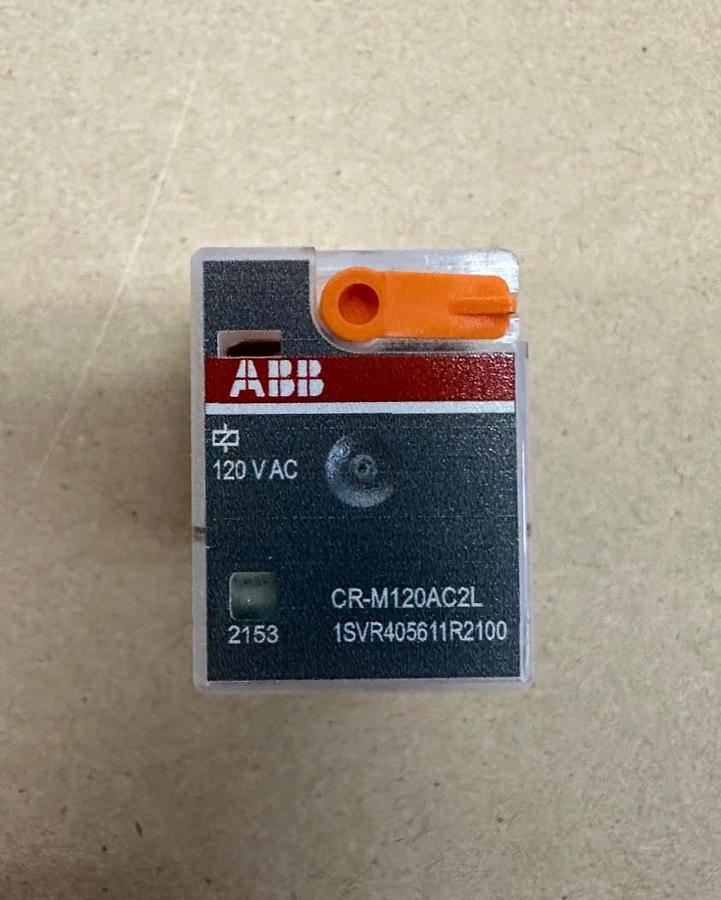 ABB
120 V AC
CR-M120AC2L
2153
1SVR405611R2100